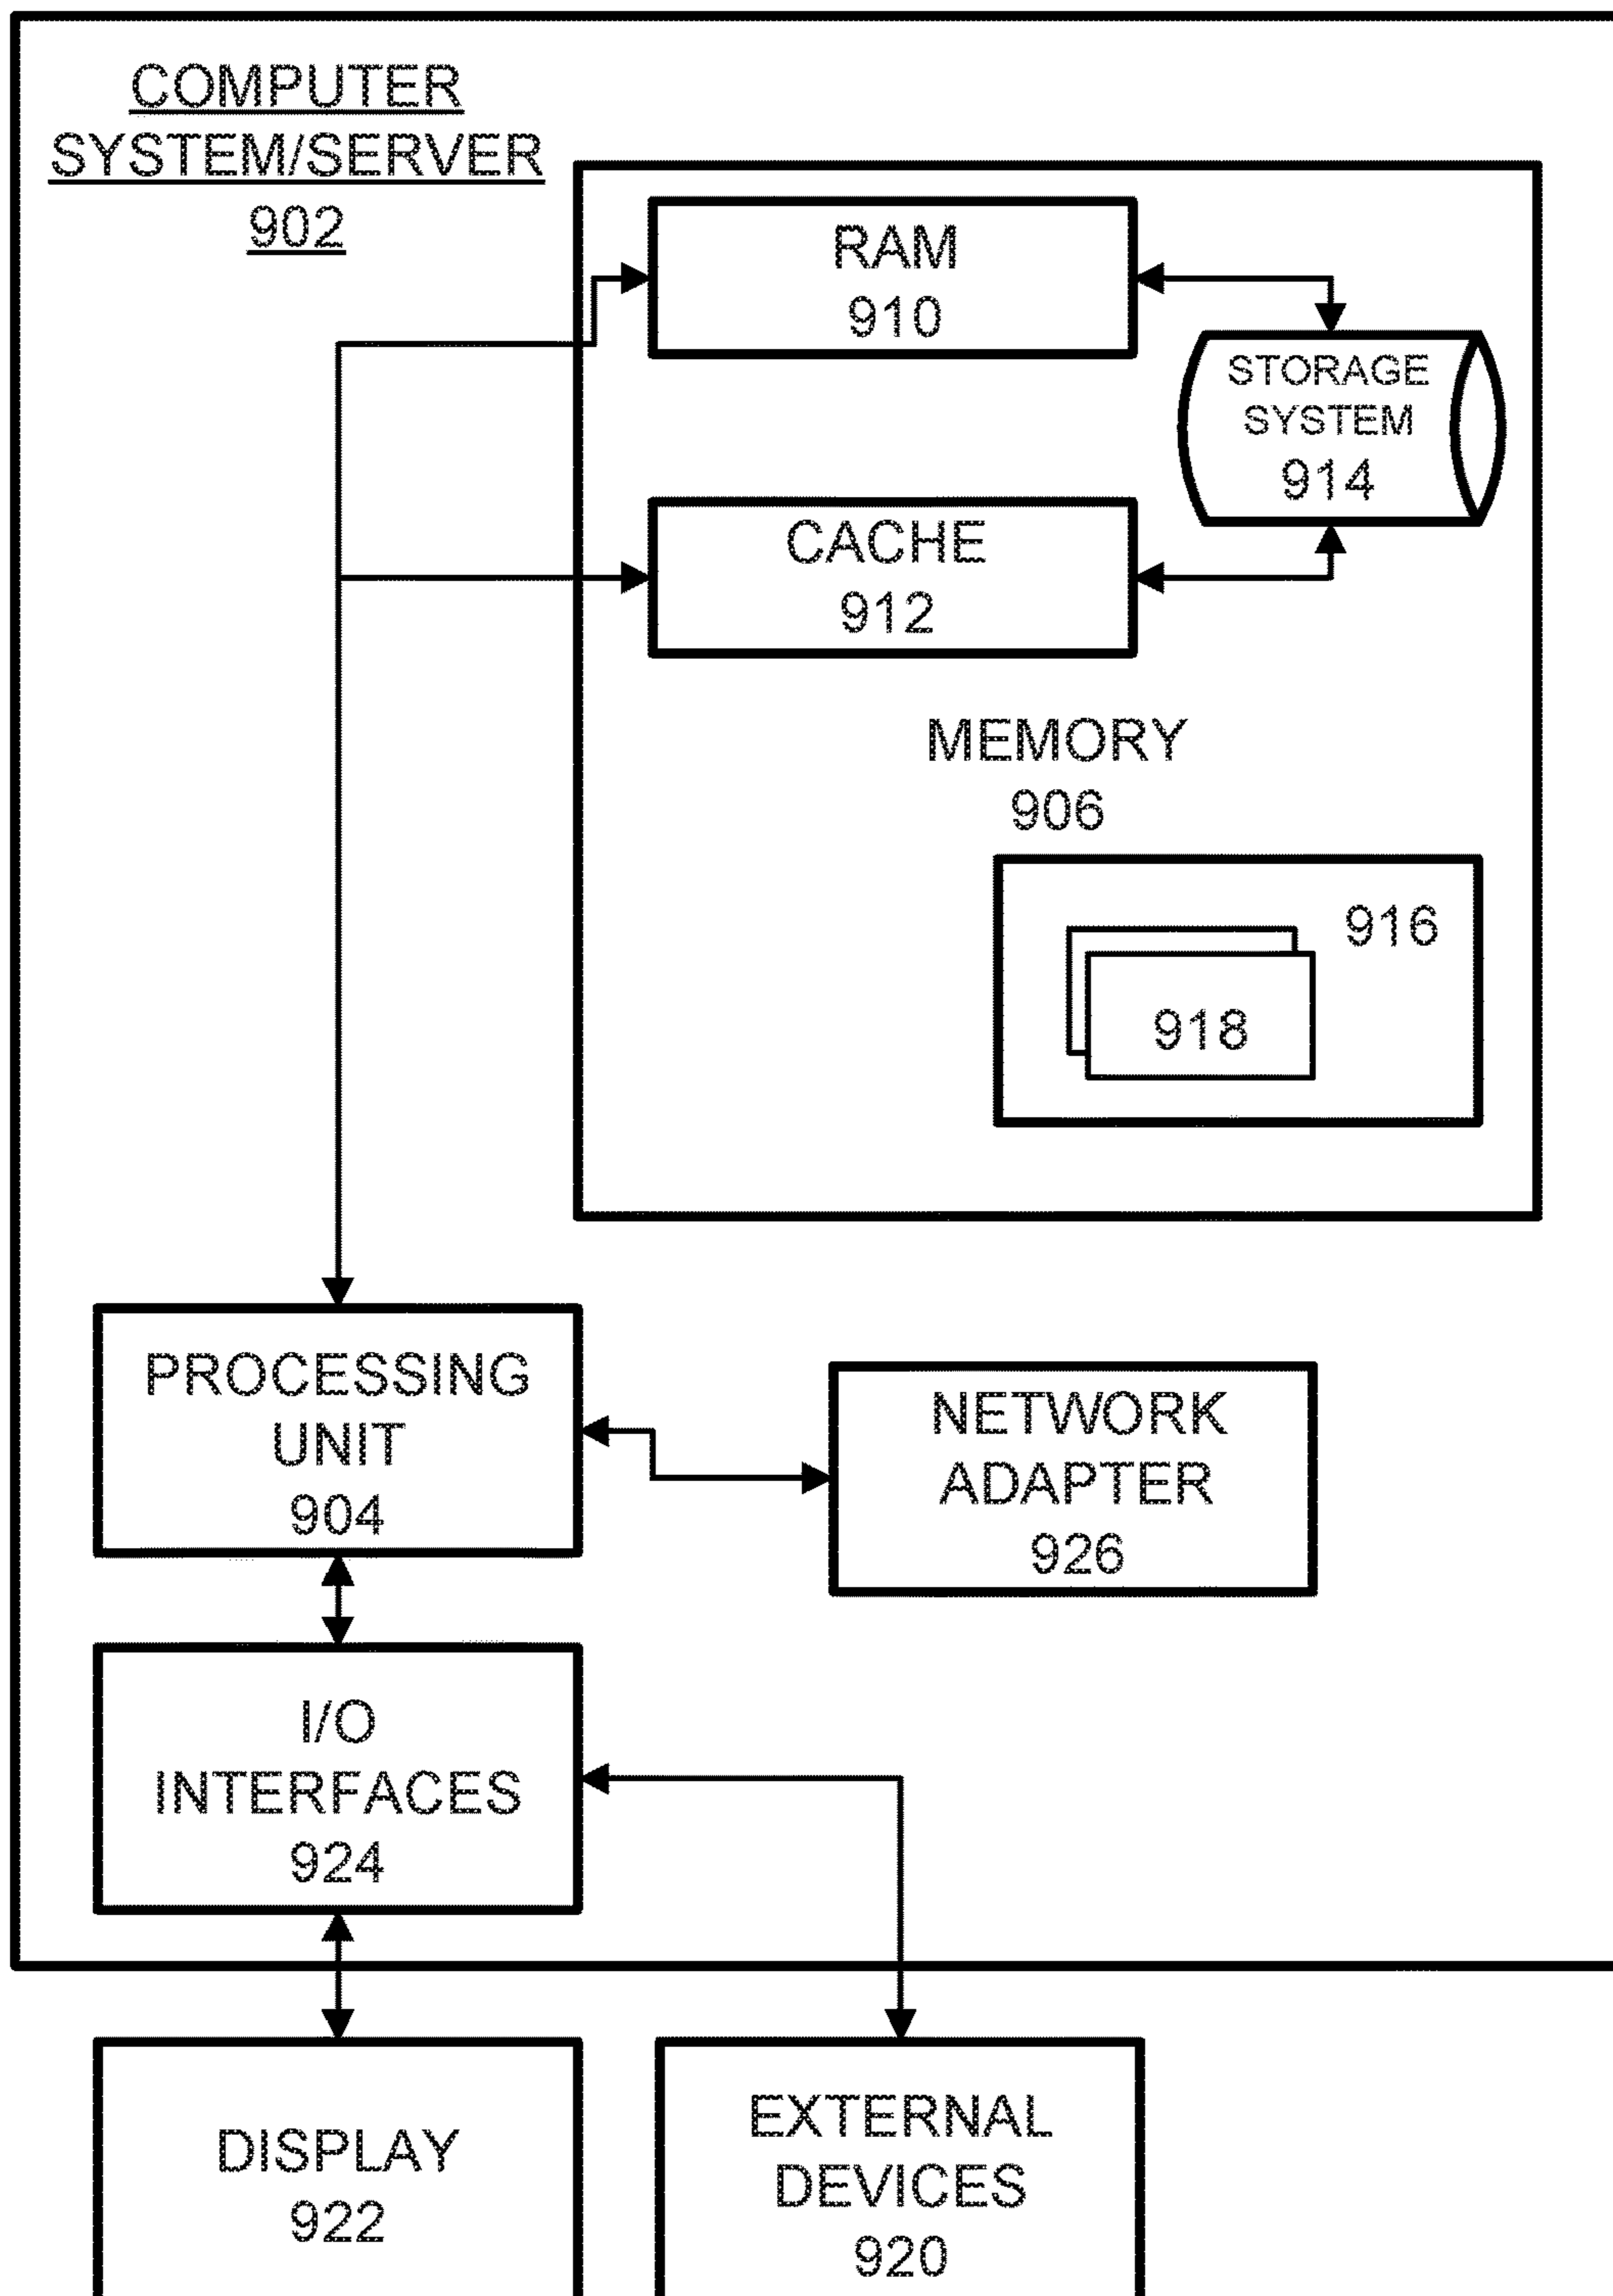 COMPUTER
SYSTEM/SERVER
902
RAM
910
STORAGE
SYSTEM
914
CACHE
912
MEMORY
906
916
918
PROCESSING
UNIT
904
NETWORK
ADAPTER
926
I/O
INTERFACES
924
DISPLAY
922
EXTERNAL
DEVICES
920